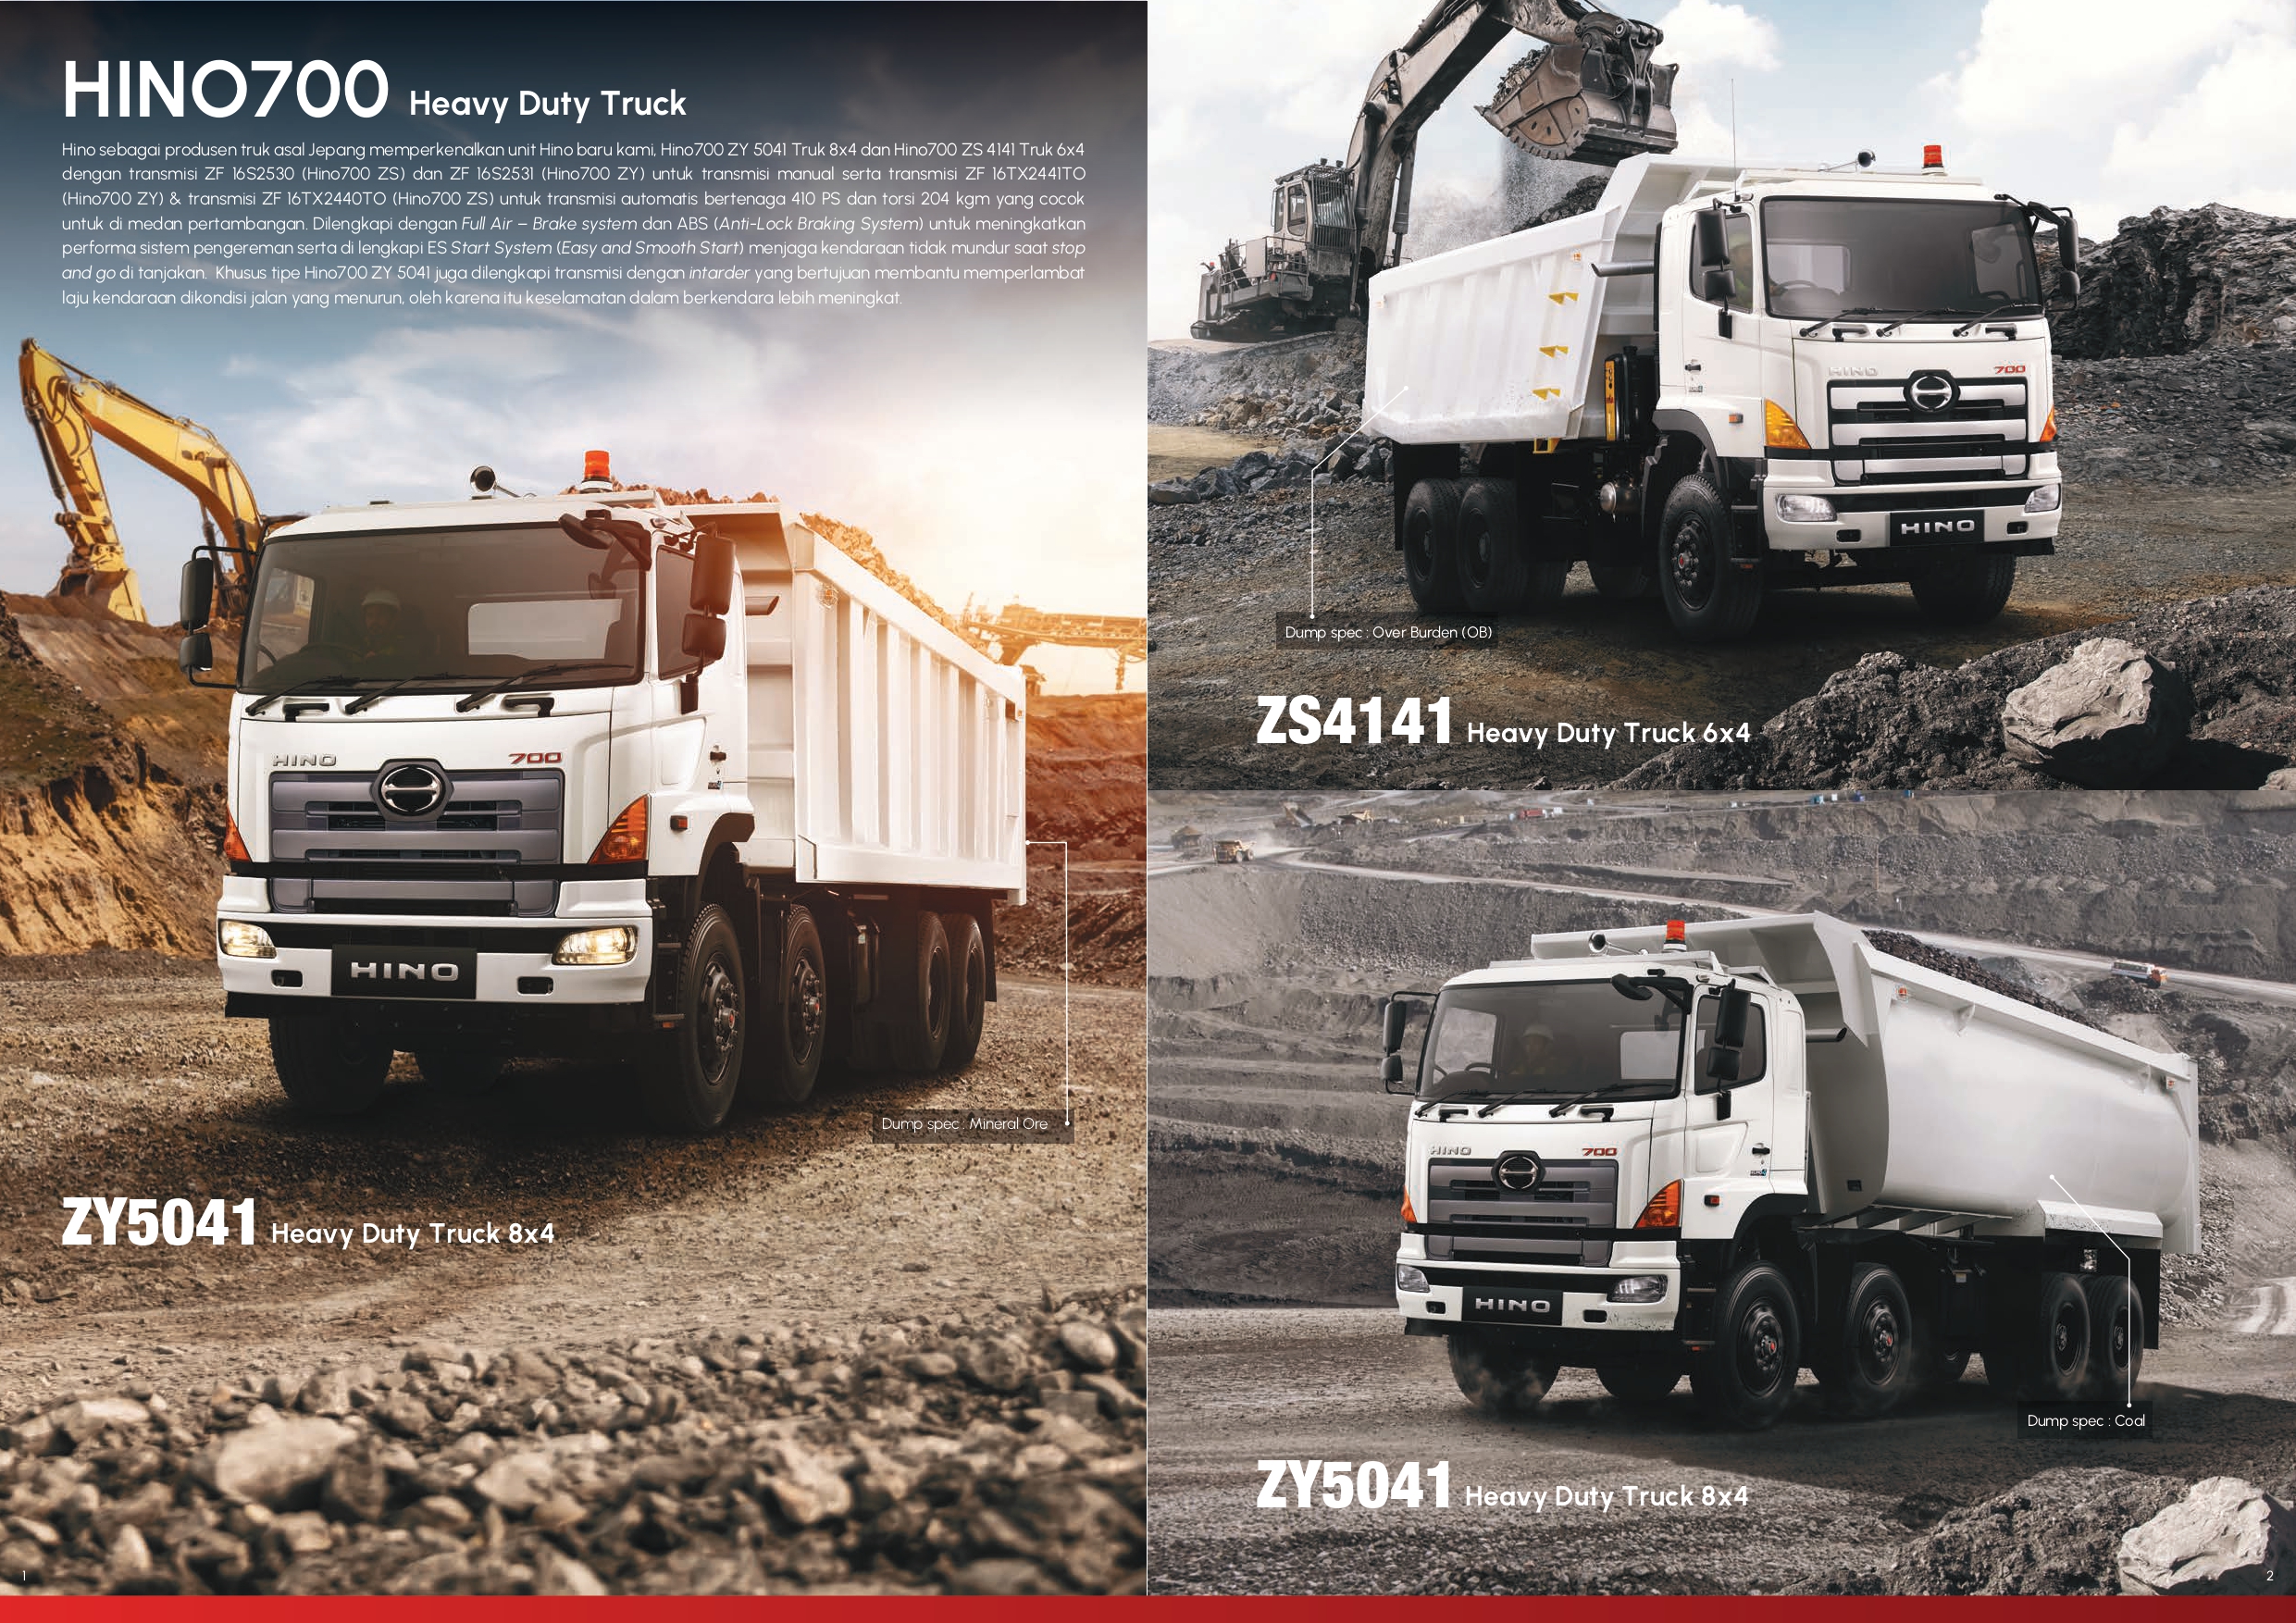 HINO700 Heavy Duty Truck
Hino sebagai produsen truk asal Jepang memperkenalkan unit Hino baru kami, Hino700 ZY 5041 Truk 8x4 dan Hino700 ZS 4141 Truk 6x4
dengan transmisi ZF 16S2530 (Hino700 ZS) dan ZF 16S2531 (Hino700 ZY) untuk transmisi manual serta transmisi ZF 16TX2441TO
(Hino700 ZY) & transmisi ZF 16TX2440TO (Hino700 ZS) untuk transmisi automatis bertenaga 410 PS dan torsi 204 kgm yang cocok
untuk di medan pertambangan. Dilengkapi dengan Full Air – Brake system dan ABS (Anti-Lock Braking System) untuk meningkatkan
performa sistem pengereman serta di lengkapi ES Start System (Easy and Smooth Start) menjaga kendaraan tidak mundur saat stop
and go di tanjakan. Khusus tipe Hino700 ZY 5041 juga dilengkapi transmisi dengan intarder yang bertujuan membantu memperlambat
laju kendaraan dikondisi jalan yang menurun, oleh karena itu keselamatan dalam berkendara lebih meningkat.
HINO 700
HINO
Dump spec : Mineral Ore
ZY5041 Heavy Duty Truck 8x4
1
HINO 700
HINO
Dump spec : Over Burden (OB)
ZS4141 Heavy Duty Truck 6x4
HINO 700
HINO
Dump spec : Coal
ZY5041 Heavy Duty Truck 8x4
2